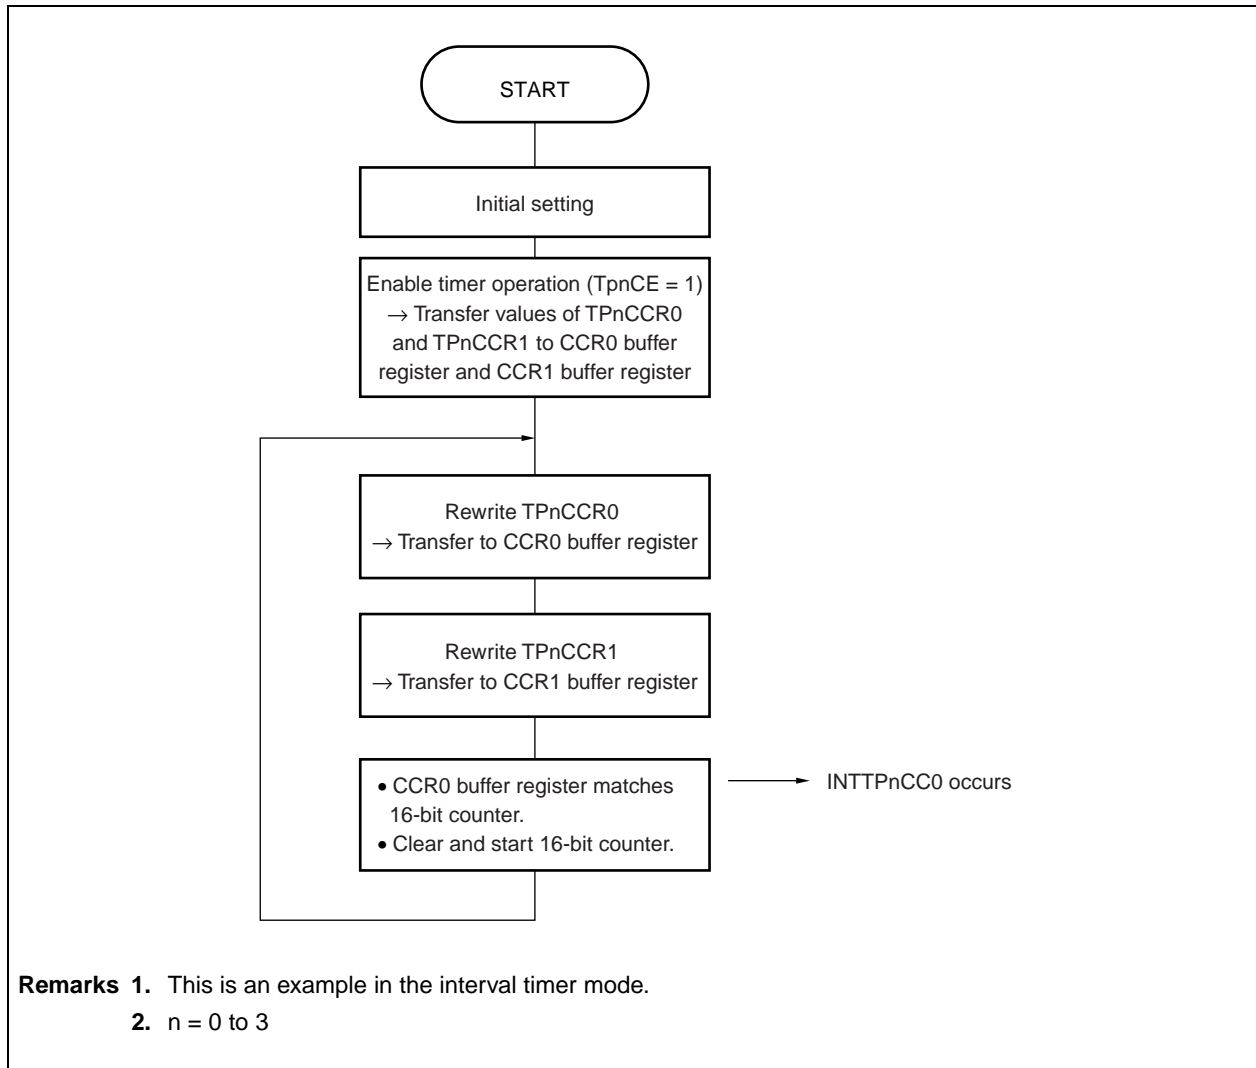 START
Initial setting
Enable timer operation (TpnCE = 1)
→ Transfer values of TPnCCR0
and TPnCCR1 to CCR0 buffer
register and CCR1 buffer register
Rewrite TPnCCR0
→ Transfer to CCR0 buffer register
Rewrite TPnCCR1
→ Transfer to CCR1 buffer register
• CCR0 buffer register matches
16-bit counter.
• Clear and start 16-bit counter.
INTTPnCC0 occurs
Remarks 1. This is an example in the interval timer mode.
2. n = 0 to 3